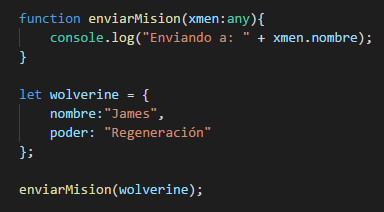 function enviarMision(xmen:any){
    console.log("Enviando a: " + xmen.nombre);
}
let wolverine = {
    nombre:"James",
    poder: "Regeneración"
};
enviarMision(wolverine);